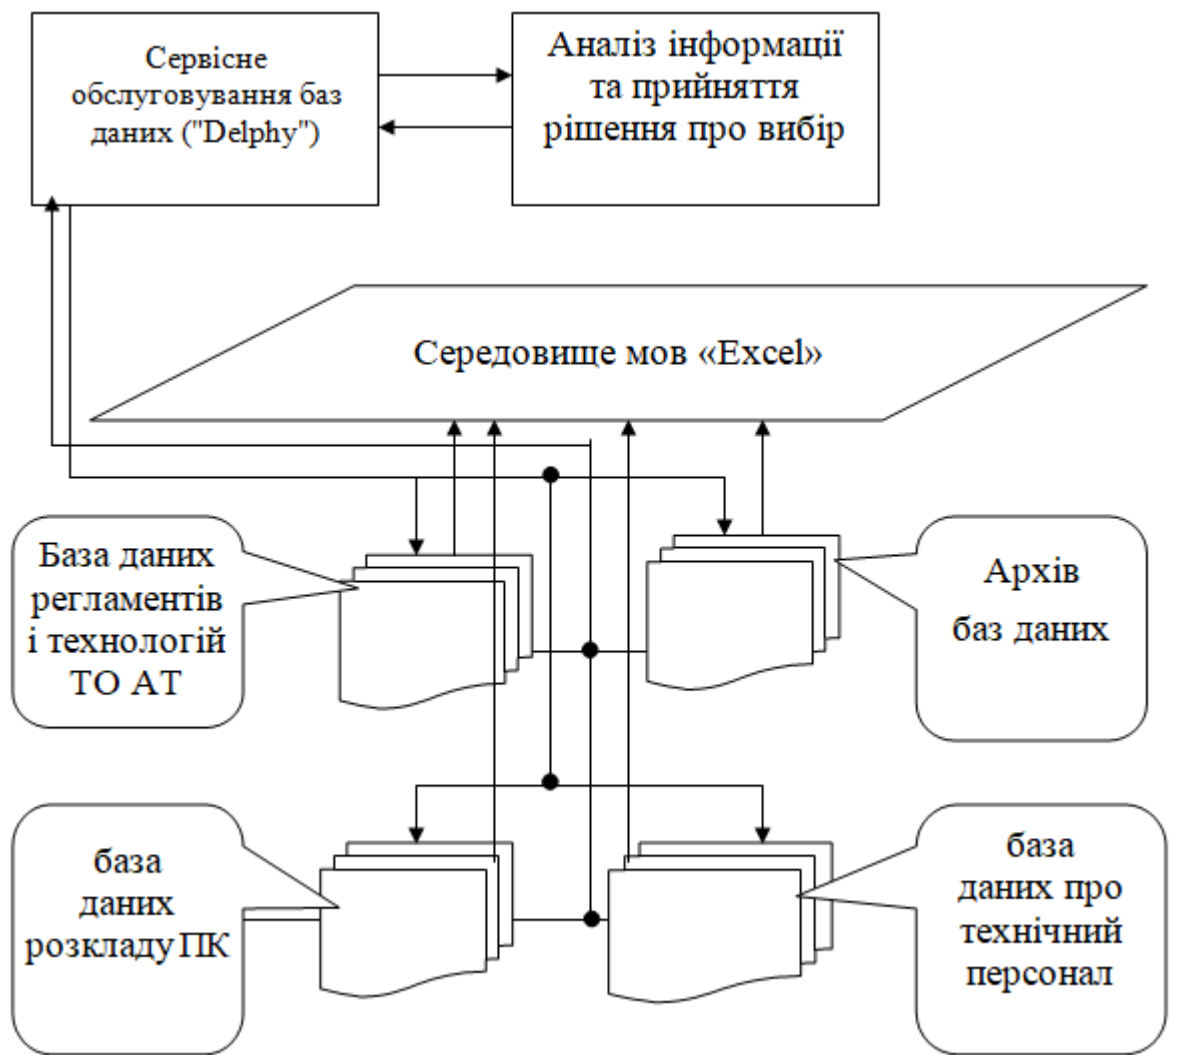 Сервісне
обслуговування баз
даних ("Delphy")
Аналіз інформації
та прийняття
рішення про вибір
Середовище мов «Excel»
База даних
регламентів
і технологій
ТО АТ
Архів
баз даних
база
даних
розкладу ПК
база
даних про
технічний
персонал